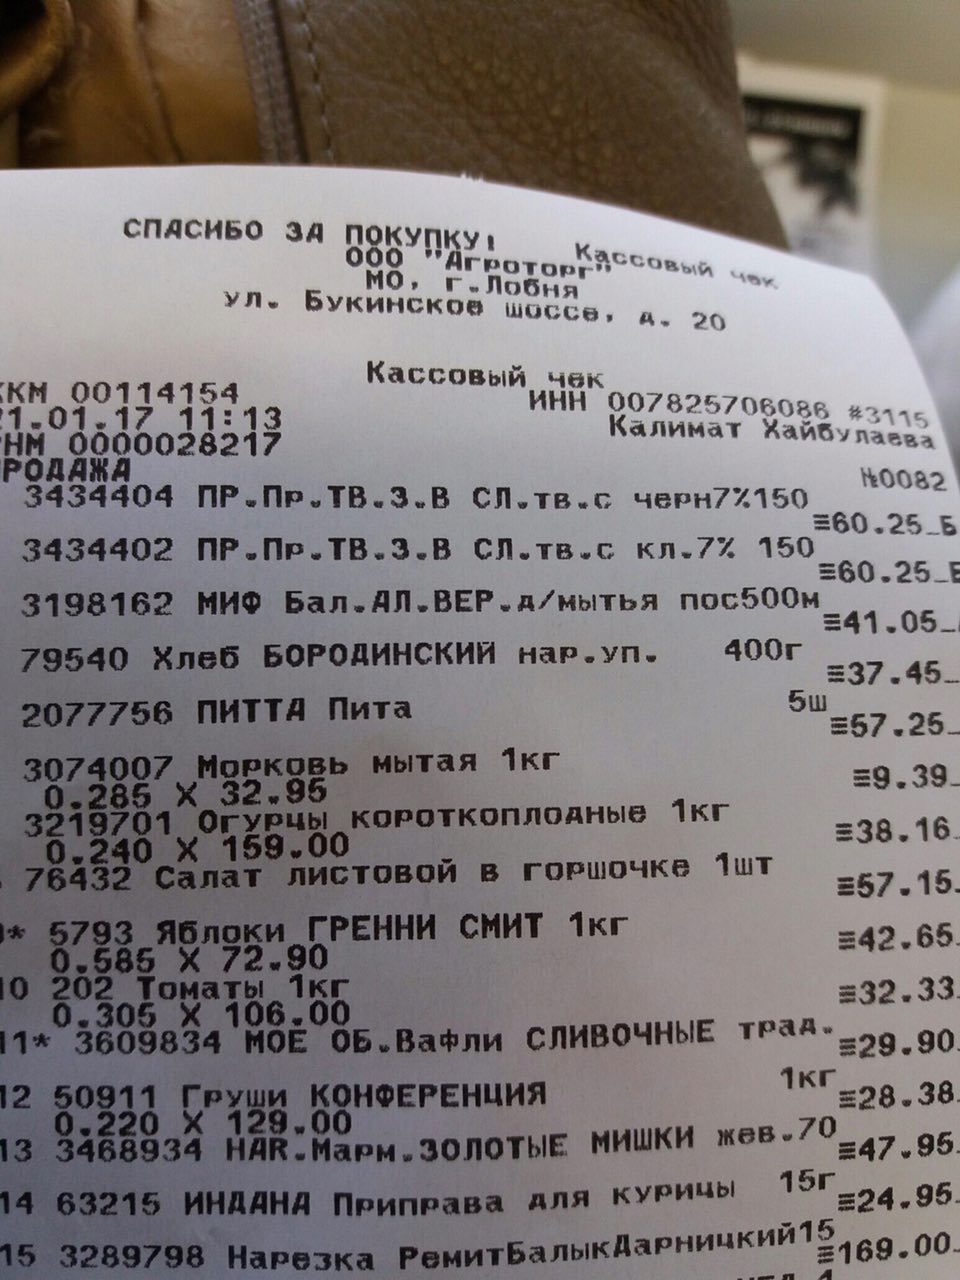 СПАСИБО ЗА ПОКУПКУ!
Кассовый чек
ООО "Агроторг"
МО, г.Лобня
ул. Букинское шоссе, д. 20
Кассовый чек
ККМ 00114154
ИНН 007825706086 #3115
21.01.17 11:13
Калимат Хайбулаева
РНМ 0000028217
ПРОДАЖА
№0082
3434404 ПР.Пр.ТВ.З.В СЛ.тв.с черн7%150
≡60.25_Б
3434402 ПР.Пр.ТВ.З.В СЛ.тв.с кл.7% 150
≡60.25_Б
3198162 МИФ Бал.АЛ.ВЕР.д/мытья пос500м
≡41.05_
79540 Хлеб БОРОДИНСКИЙ нар.уп. 400г
≡37.45_
2077756 ПИТТА Пита 5ш
≡57.25_
3074007 Морковь мытая 1кг
0.285 X 32.95 ≡9.39_
3219701 Огурцы короткоплодные 1кг
0.240 X 159.00 ≡38.16_
76432 Салат листовой в горшочке 1шт
≡57.15_
* 5793 Яблоки ГРЕННИ СМИТ 1кг
0.585 X 72.90 ≡42.65_
10 202 Томаты 1кг
0.305 X 106.00 ≡32.33_
11* 3609834 МОЕ ОБ.Вафли СЛИВОЧНЫЕ трад.
≡29.90_
12 50911 Груши КОНФЕРЕНЦИЯ 1кг
0.220 X 129.00 ≡28.38_
13 3468934 HAR.Марм.ЗОЛОТЫЕ МИШКИ жев.70
≡47.95_
14 63215 ИНДАНА Приправа для курицы 15г
≡24.95_
15 3289798 Нарезка РемитБалыкДарницкий15
≡169.00_